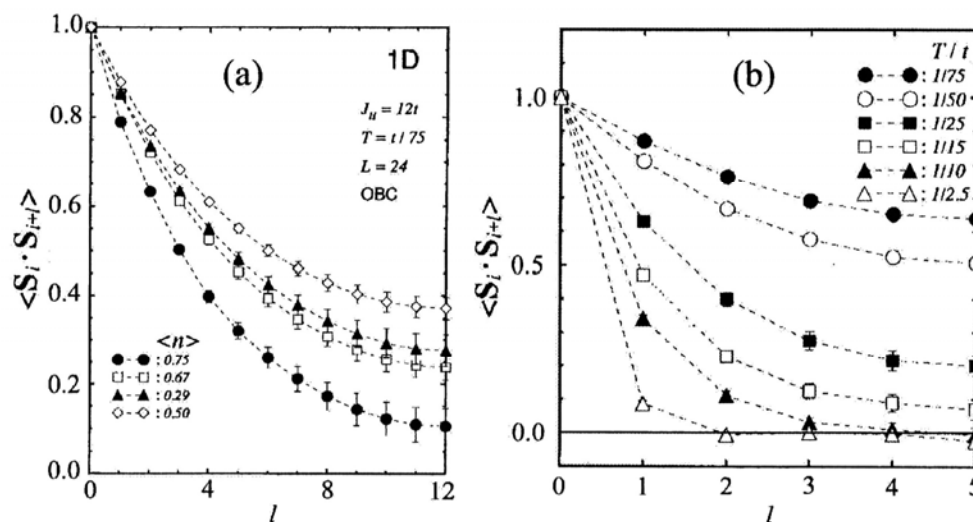 (a)
1D
J_H = 12t
T = t / 75
L = 24
OBC
<n>
: 0.75
: 0.67
: 0.29
: 0.50
<S_i · S_{i+l}>
1.0
0.8
0.6
0.4
0.2
0.0
0 4 8 12
l
(b)
T / t
: 1/75
: 1/50
: 1/25
: 1/15
: 1/10
: 1/2.5
<S_i · S_{i+l}>
1.0
0.5
0.0
0 1 2 3 4 5
l